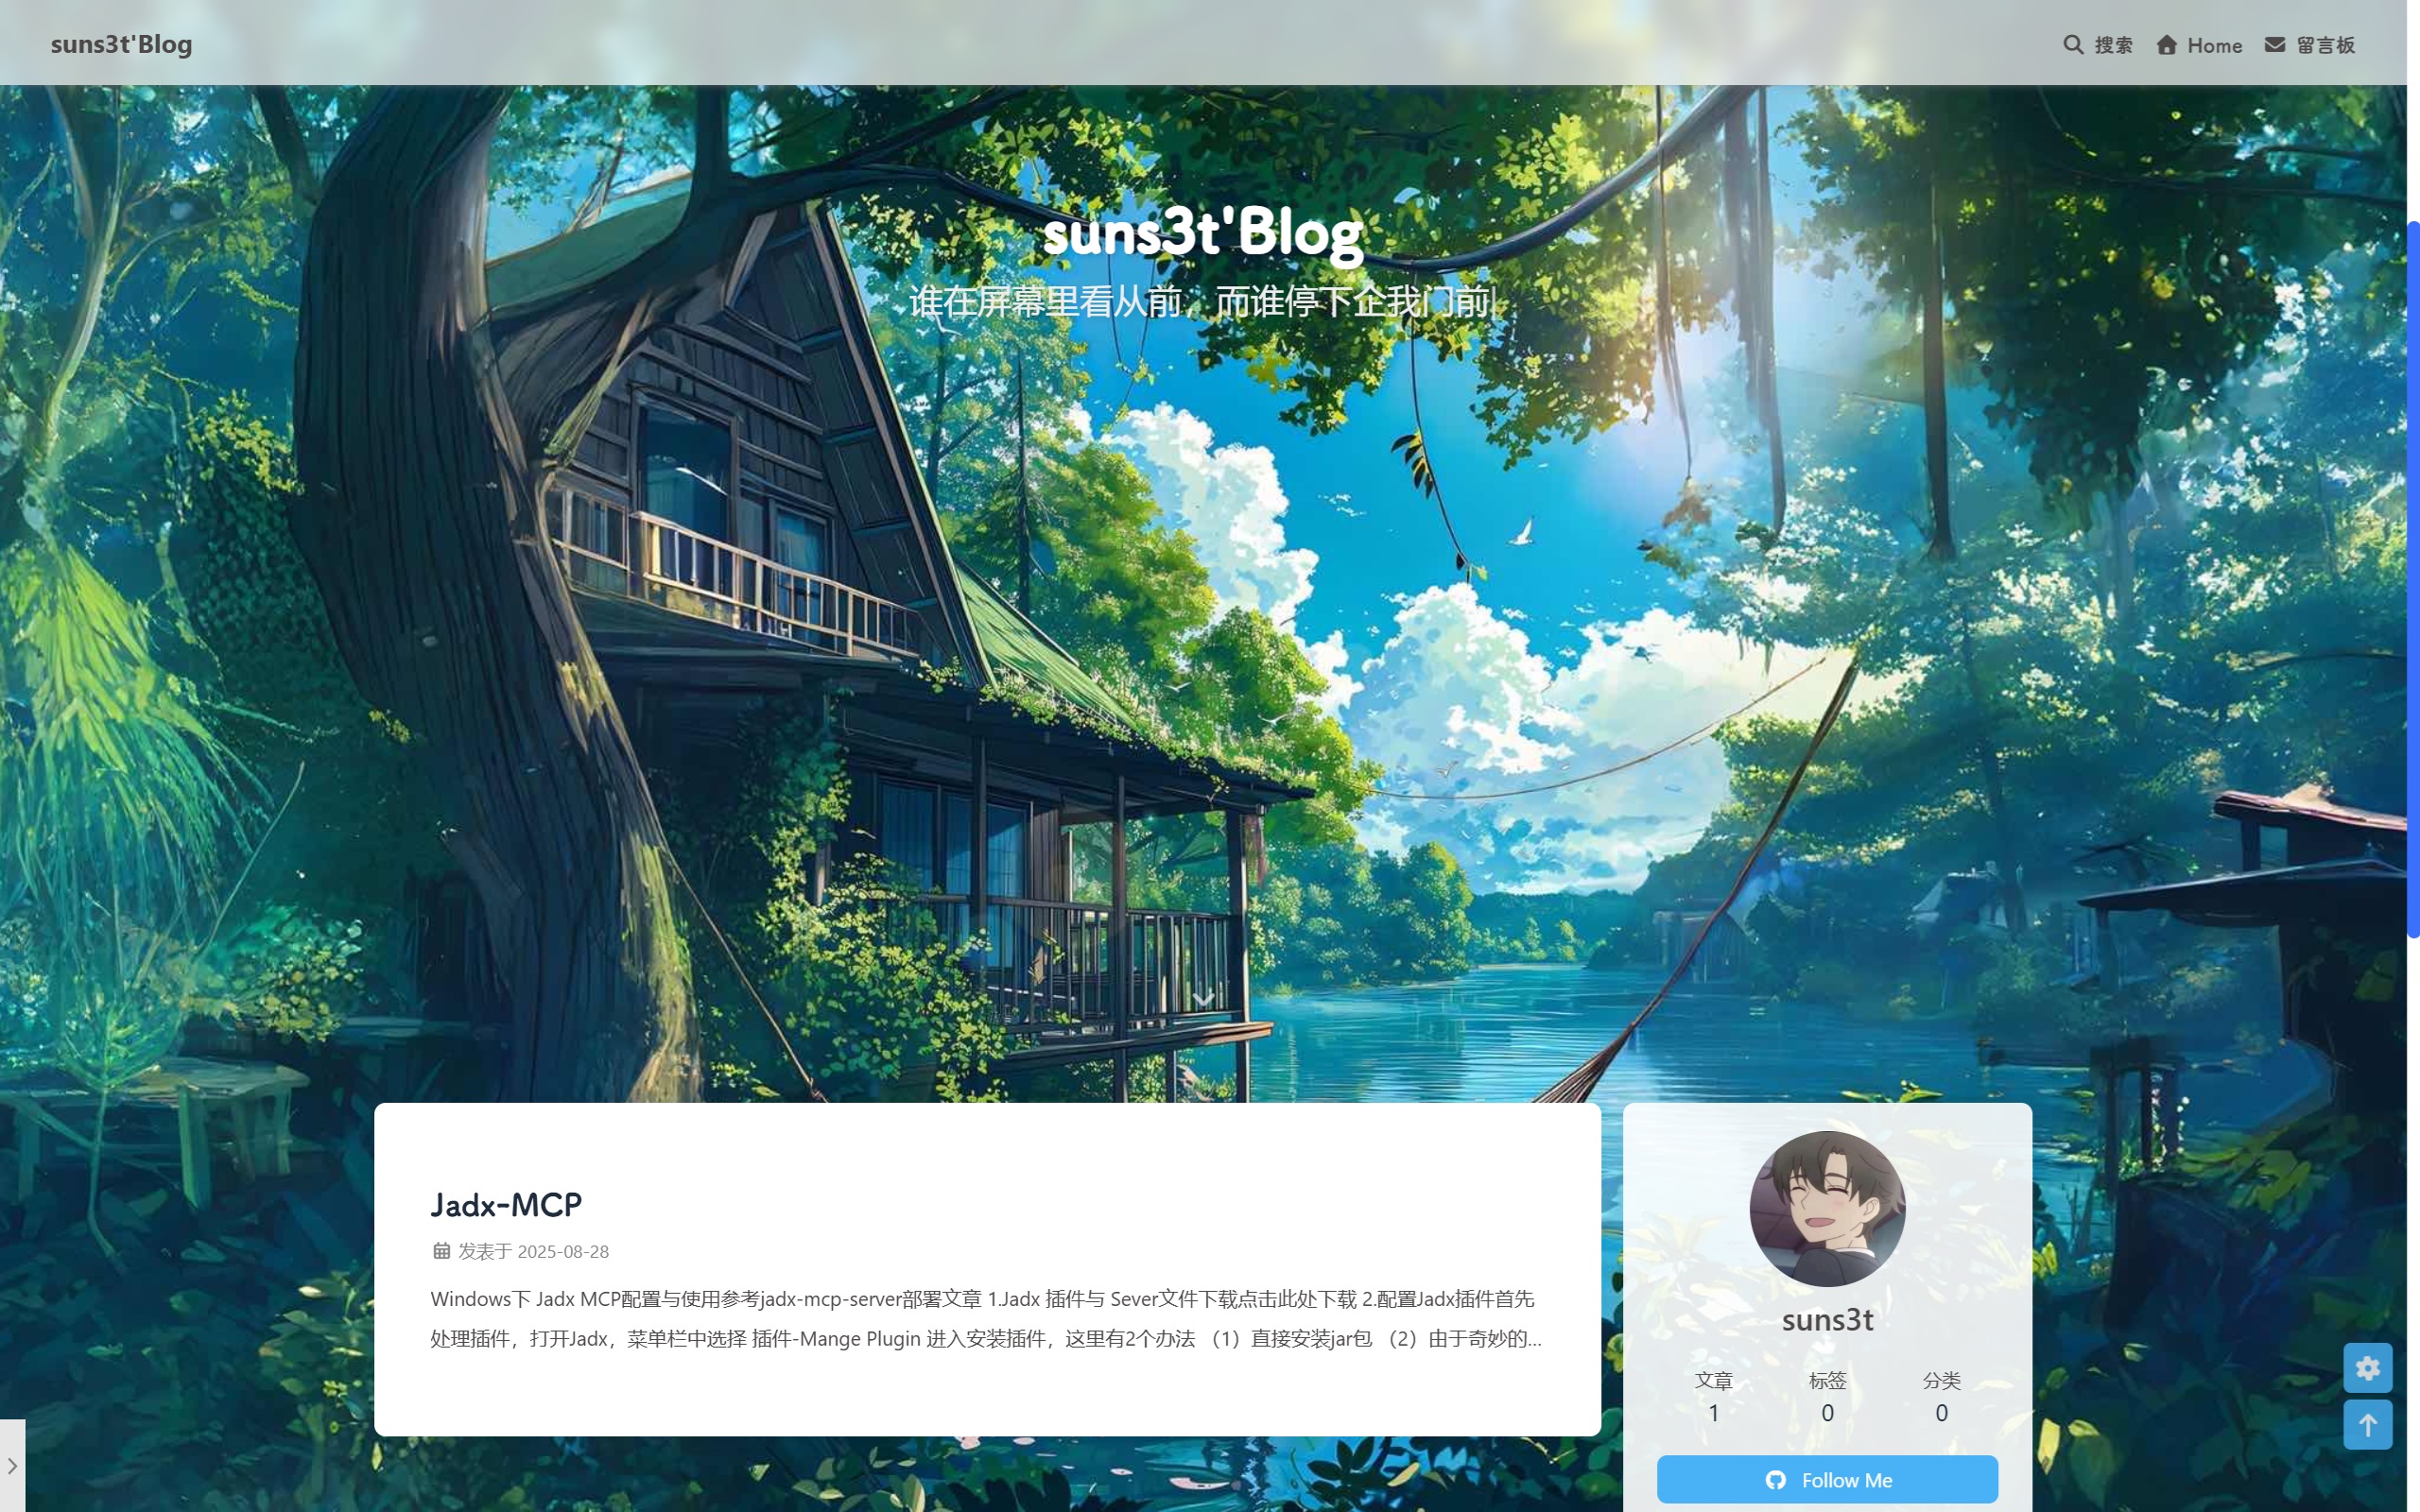 suns3t'Blog
搜索 Home 留言板
suns3t'Blog
谁在屏幕里看从前，而谁停下企我门前|
Jadx-MCP
发表于 2025-08-28
Windows下 Jadx MCP配置与使用参考jadx-mcp-server部署文章 1.Jadx 插件与 Sever文件下载点击此处下载 2.配置Jadx插件首先
处理插件，打开Jadx，菜单栏中选择 插件-Mange Plugin 进入安装插件，这里有2个办法 （1）直接安装jar包 （2）由于奇妙的...
suns3t
文章 标签 分类
1 0 0
Follow Me